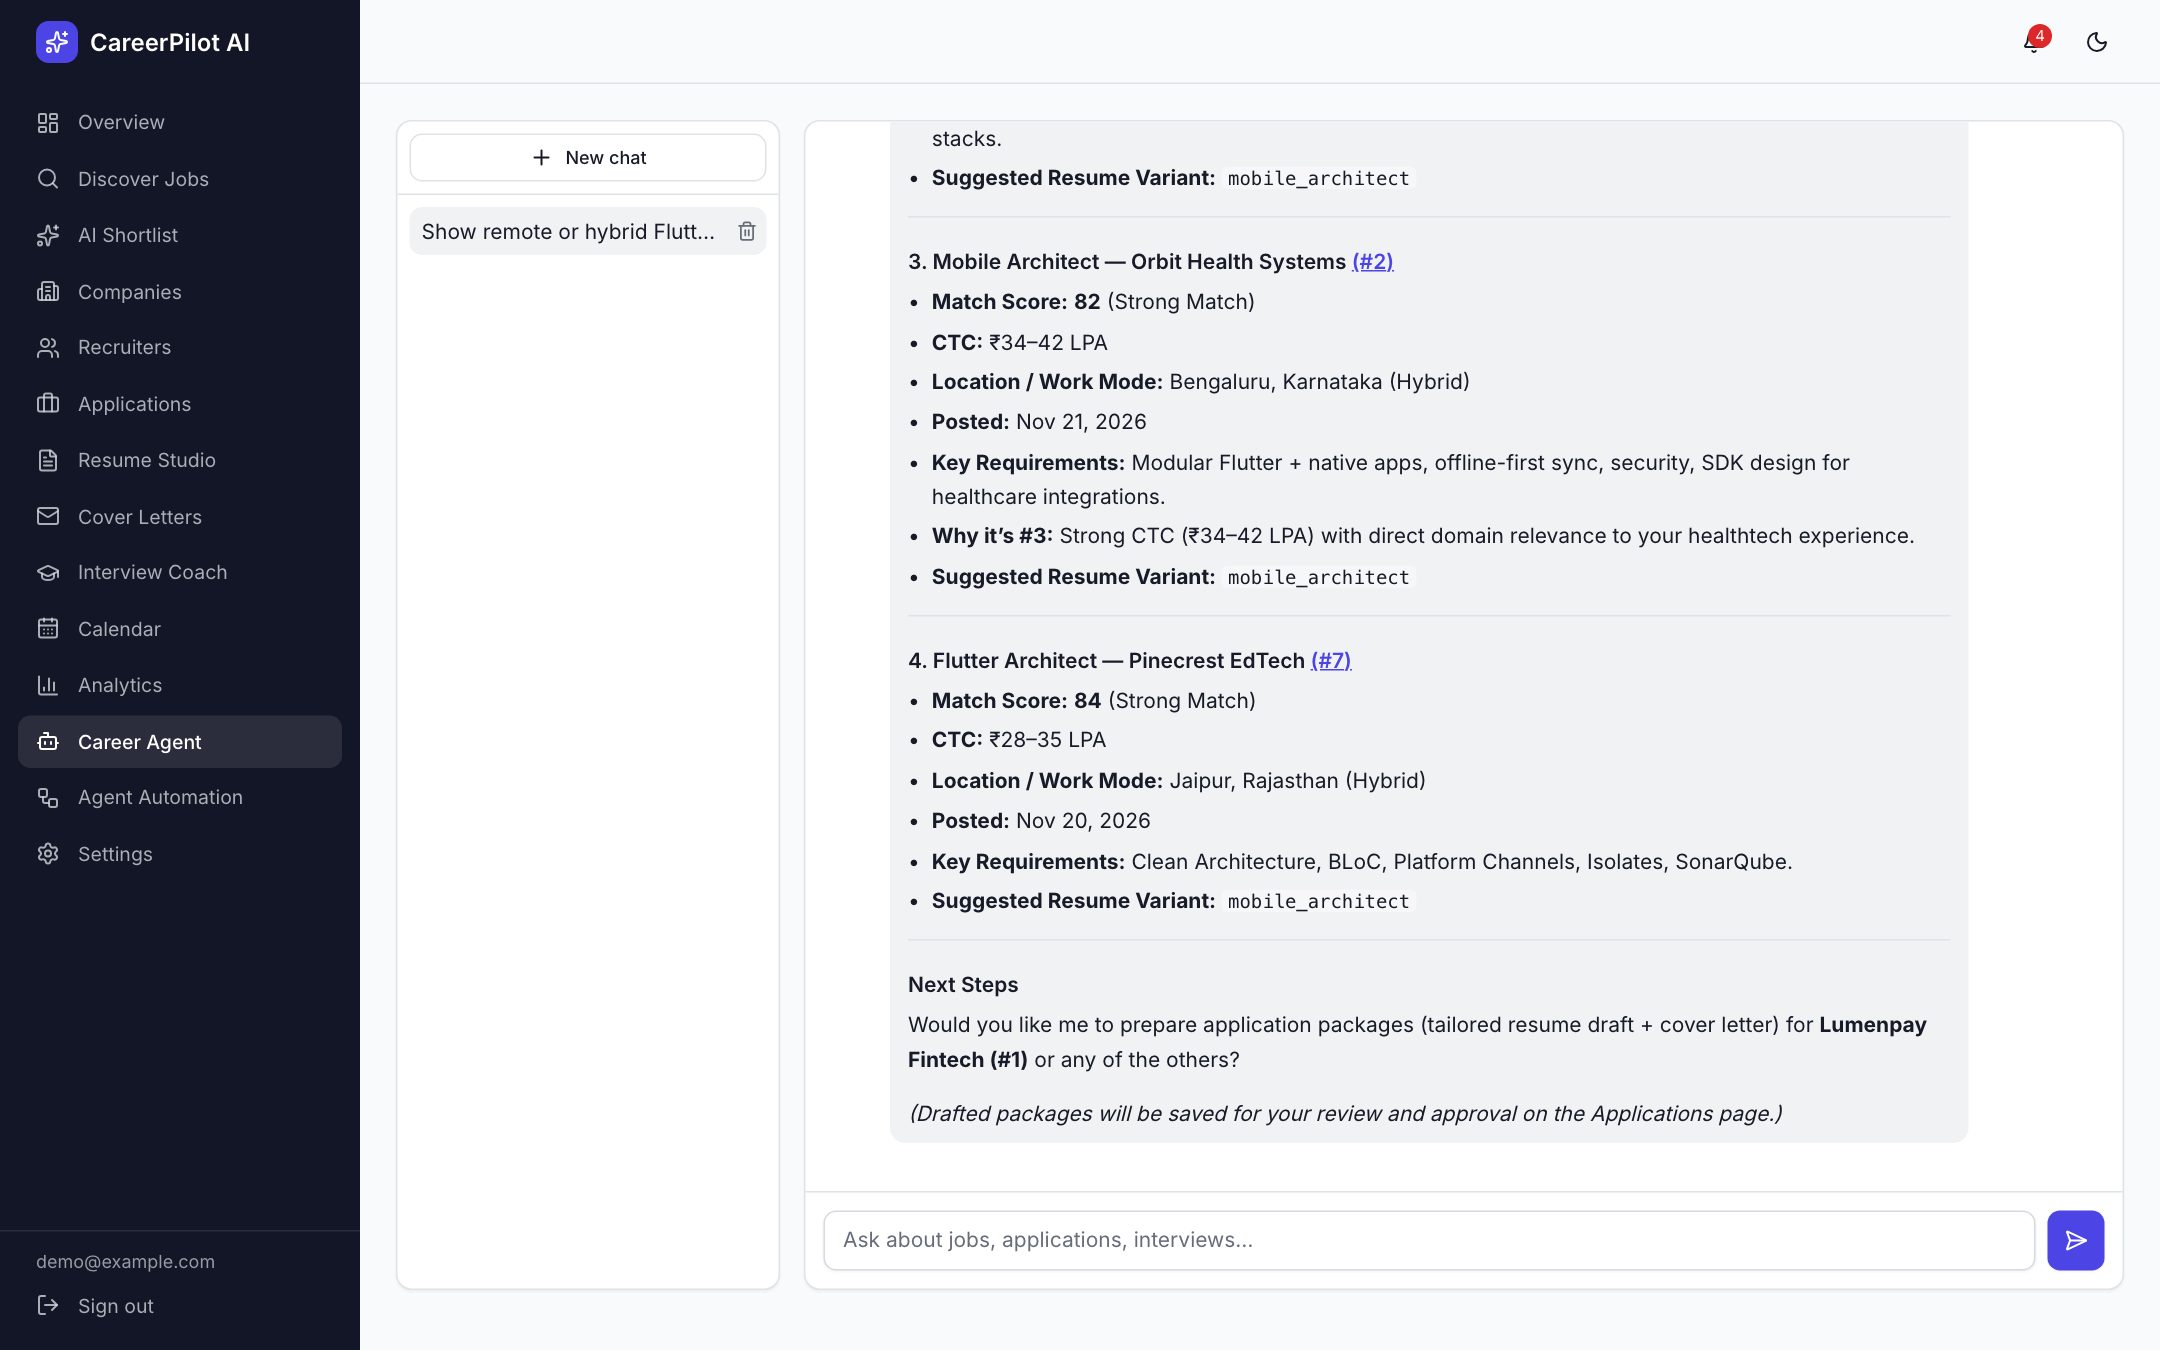 CareerPilot AI
4
Overview
Discover Jobs
AI Shortlist
Companies
Recruiters
Applications
Resume Studio
Cover Letters
Interview Coach
Calendar
Analytics
Career Agent
Agent Automation
Settings
demo@example.com
Sign out
New chat
Show remote or hybrid Flutt...
stacks.
• Suggested Resume Variant: mobile_architect
3. Mobile Architect — Orbit Health Systems (#2)
• Match Score: 82 (Strong Match)
• CTC: ₹34–42 LPA
• Location / Work Mode: Bengaluru, Karnataka (Hybrid)
• Posted: Nov 21, 2026
• Key Requirements: Modular Flutter + native apps, offline-first sync, security, SDK design for
healthcare integrations.
• Why it’s #3: Strong CTC (₹34–42 LPA) with direct domain relevance to your healthtech experience.
• Suggested Resume Variant: mobile_architect
4. Flutter Architect — Pinecrest EdTech (#7)
• Match Score: 84 (Strong Match)
• CTC: ₹28–35 LPA
• Location / Work Mode: Jaipur, Rajasthan (Hybrid)
• Posted: Nov 20, 2026
• Key Requirements: Clean Architecture, BLoC, Platform Channels, Isolates, SonarQube.
• Suggested Resume Variant: mobile_architect
Next Steps
Would you like me to prepare application packages (tailored resume draft + cover letter) for Lumenpay
Fintech (#1) or any of the others?
(Drafted packages will be saved for your review and approval on the Applications page.)
Ask about jobs, applications, interviews...